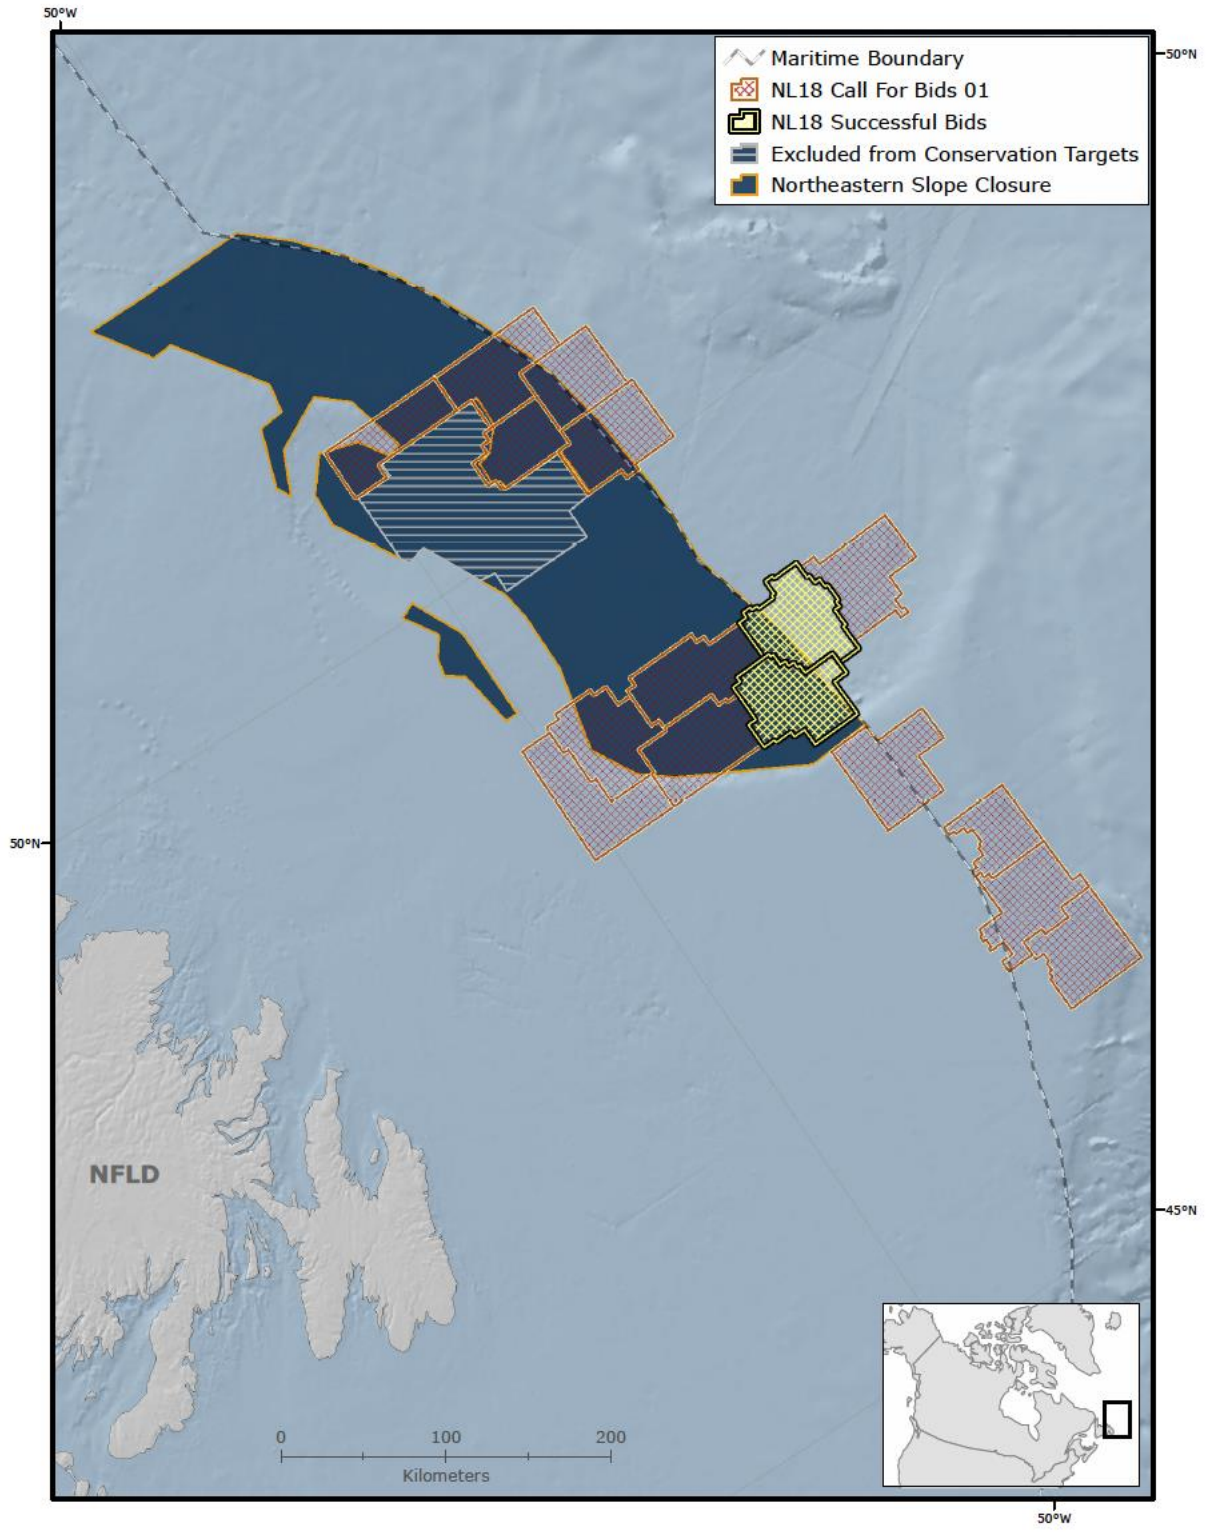 50°W
50°N
Maritime Boundary
NL18 Call For Bids 01
NL18 Successful Bids
Excluded from Conservation Targets
Northeastern Slope Closure
50°N
NFLD
45°N
0 100 200
Kilometers
50°W